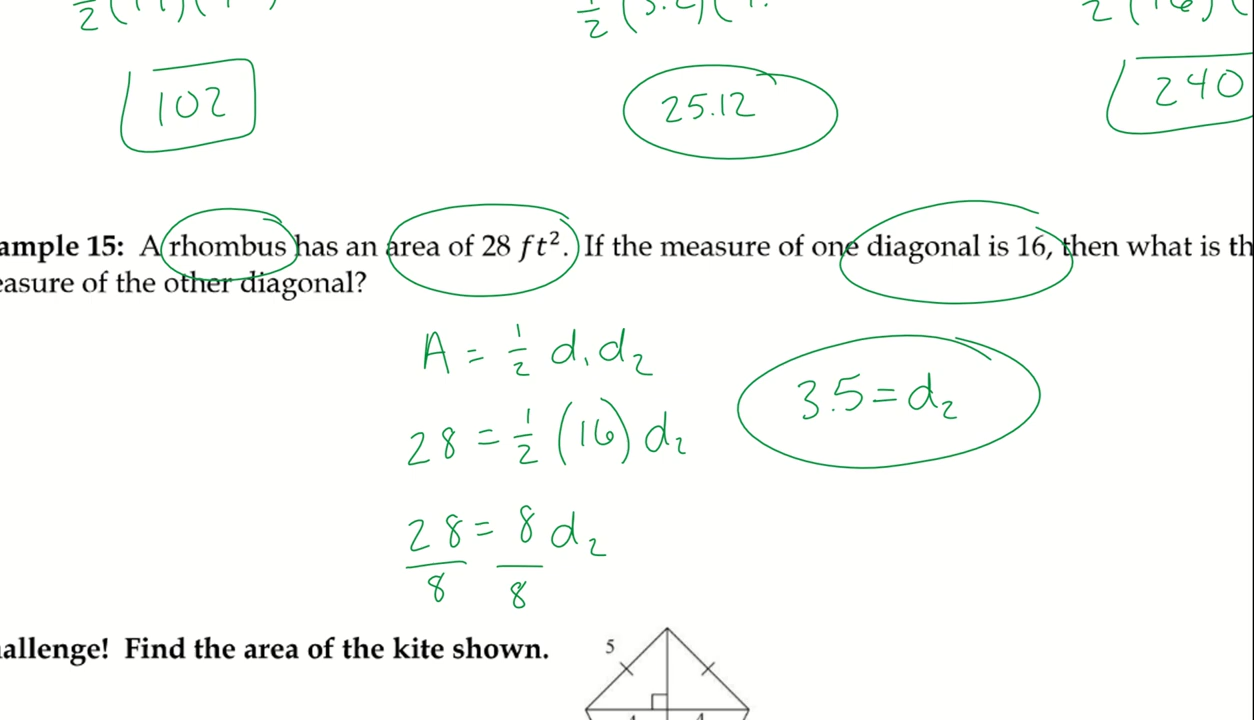 102
25.12
240
ample 15: A rhombus has an area of 28 ft². If the measure of one diagonal is 16, then what is th
easure of the other diagonal?
A = 1/2 d₁ d₂
28 = 1/2 (16) d₂
3.5 = d₂
28 = 8 d₂
8 8
allenge! Find the area of the kite shown.
5